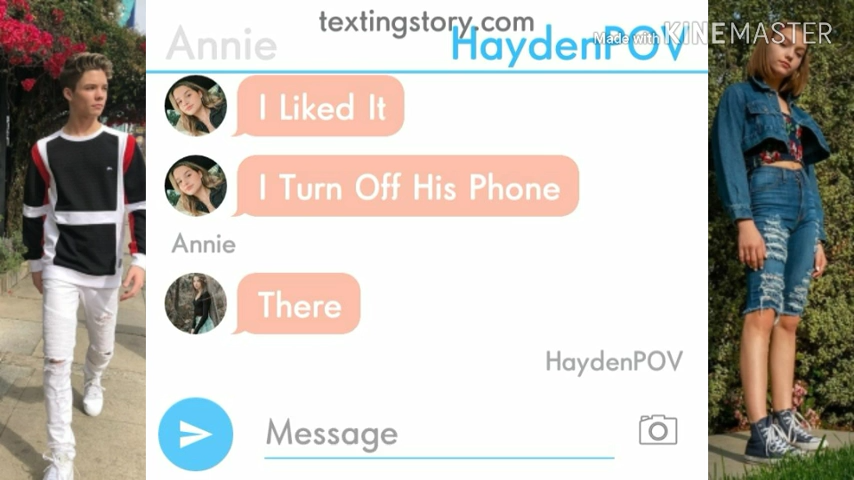 textingstory.com
Annie
HaydenPOV
Made with KINEMASTER
I Liked It
I Turn Off His Phone
Annie
There
HaydenPOV
Message